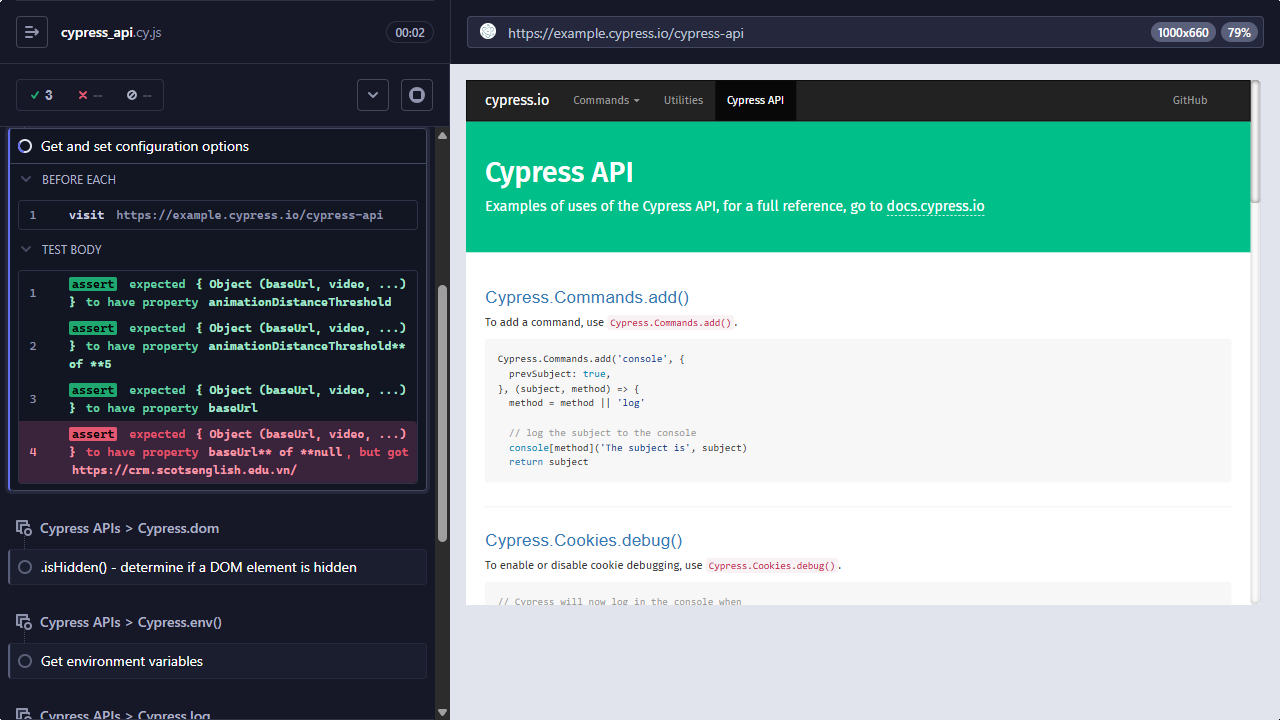 cypress_api.cy.js
00:02
3
--
--
Get and set configuration options
BEFORE EACH
1 visit https://example.cypress.io/cypress-api
TEST BODY
1 assert expected { Object (baseUrl, video, ...)
} to have property animationDistanceThreshold
2 assert expected { Object (baseUrl, video, ...)
} to have property animationDistanceThreshold**
of **5
3 assert expected { Object (baseUrl, video, ...)
} to have property baseUrl
4 assert expected { Object (baseUrl, video, ...)
} to have property baseUrl** of **null, but got
https://crm.scotsenglish.edu.vn/
Cypress APIs > Cypress.dom
.isHidden() - determine if a DOM element is hidden
Cypress APIs > Cypress.env()
Get environment variables
Cypress APIs > Cypress.log
https://example.cypress.io/cypress-api
1000x660
79%
cypress.io Commands Utilities Cypress API GitHub
Cypress API
Examples of uses of the Cypress API, for a full reference, go to docs.cypress.io
Cypress.Commands.add()
To add a command, use Cypress.Commands.add().
Cypress.Commands.add('console', {
prevSubject: true,
}, (subject, method) => {
method = method || 'log'
// log the subject to the console
console[method]('The subject is', subject)
return subject
Cypress.Cookies.debug()
To enable or disable cookie debugging, use Cypress.Cookies.debug().
// Cypress will now log in the console when